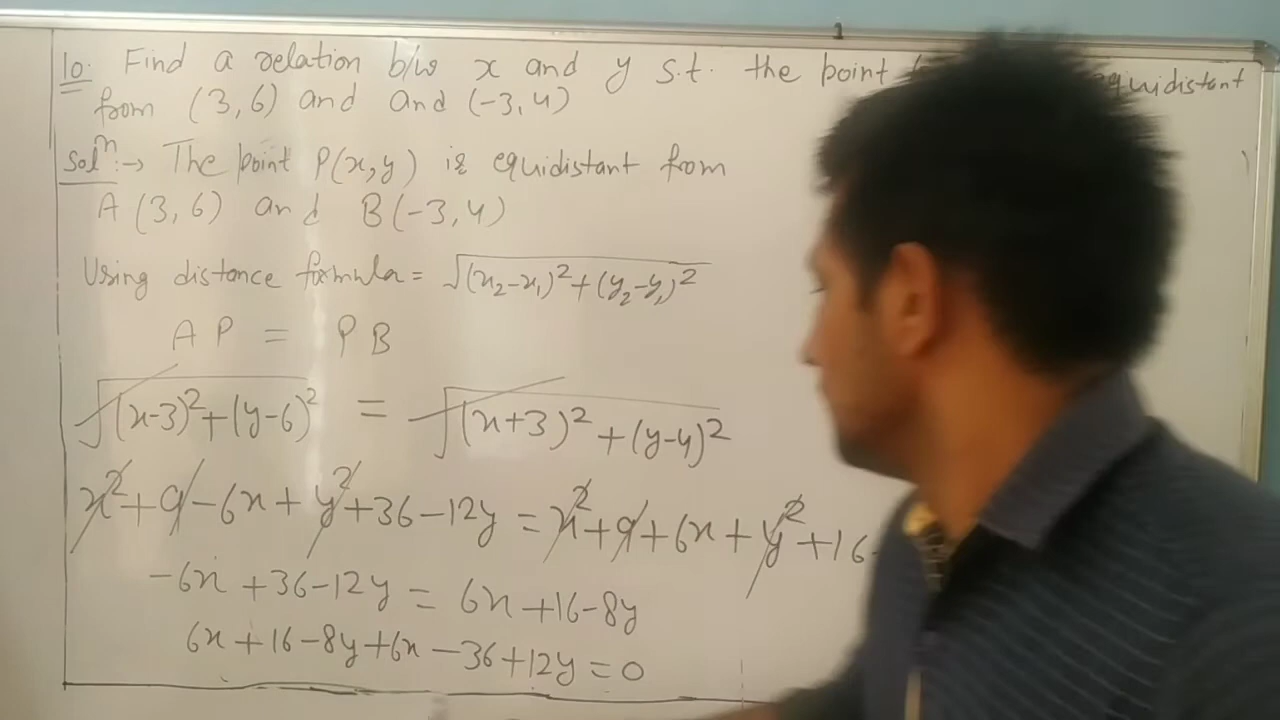 10. Find a relation b/w x and y s.t. the point equidistant
from (3,6) and and (-3,4)
Solⁿ:→ The point P(x,y) is equidistant from
A (3,6) and B(-3,4)
Using distance formula = √(x₂-x₁)²+(y₂-y₁)²
AP = PB
√(x-3)²+(y-6)² = √(x+3)²+(y-4)²
x²+9-6x+y²+36-12y = x²+9+6x+y²+16-
-6x+36-12y = 6x+16-8y
6x+16-8y+6x-36+12y=0